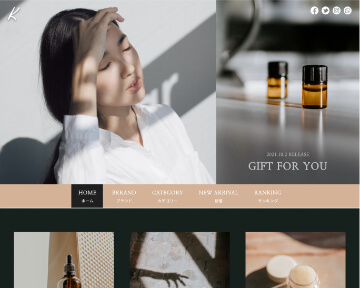 K
2024.10.2 RELEASE
GIFT FOR YOU
HOME
ホーム
BRAND
ブランド
CATEGORY
カテゴリー
NEW ARRIVAL
新着
RANKING
ランキング